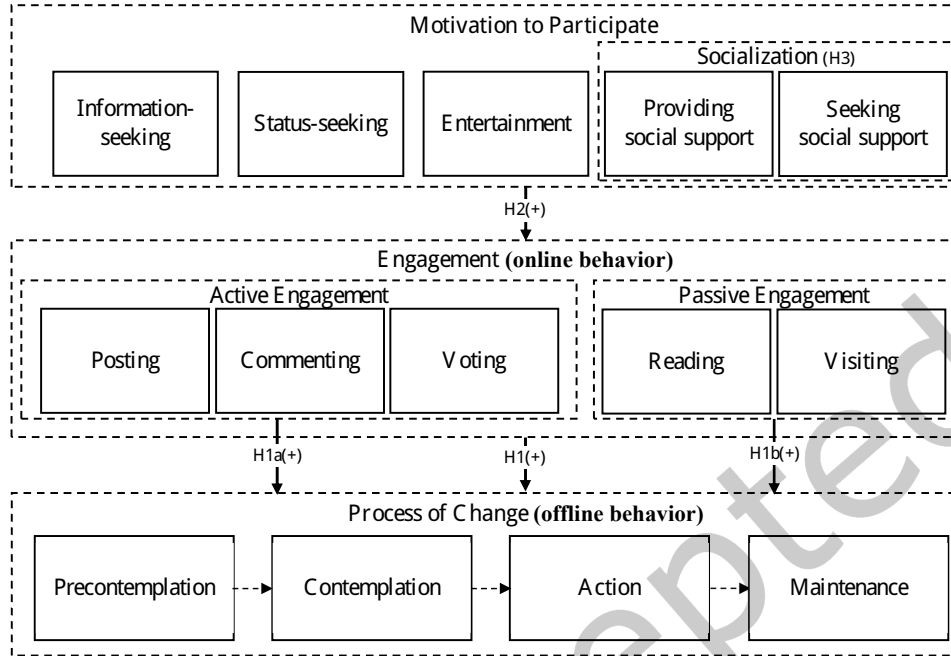 Motivation to Participate
Socialization (H3)
Information-
seeking
Status-seeking
Entertainment
Providing
social support
Seeking
social support
H2(+)
Engagement (online behavior)
Active Engagement
Passive Engagement
Posting
Commenting
Voting
Reading
Visiting
H1a(+)
H1(+)
H1b(+)
Process of Change (offline behavior)
Precontemplation
Contemplation
Action
Maintenance